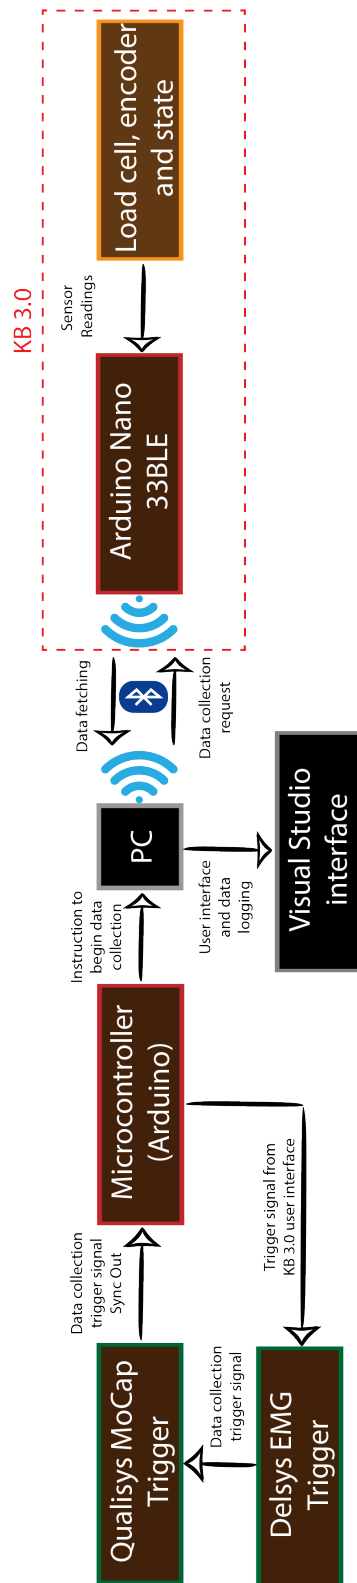 KB 3.0
Load cell, encoder
and state
Sensor
Readings
Arduino Nano
33BLE
Data fetching
Data collection
request
PC
User interface
and data
logging
Visual Studio
interface
Instruction to
begin data
collection
Microcontroller
(Arduino)
Data collection
trigger signal
Sync Out
Trigger signal from
KB 3.0 user interface
Qualisys MoCap
Trigger
Data collection
trigger signal
Delsys EMG
Trigger